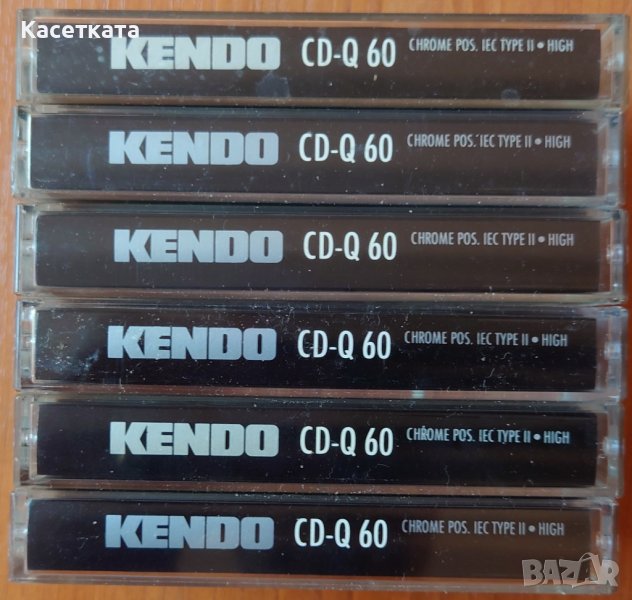 Касетката
KENDO CD-Q 60 CHROME POS. IEC TYPE II • HIGH
KENDO CD-Q 60 CHROME POS. IEC TYPE II • HIGH
KENDO CD-Q 60 CHROME POS. IEC TYPE II • HIGH
KENDO CD-Q 60 CHROME POS. IEC TYPE II • HIGH
KENDO CD-Q 60 CHROME POS. IEC TYPE II • HIGH
KENDO CD-Q 60 CHROME POS. IEC TYPE II • HIGH
BAZAR